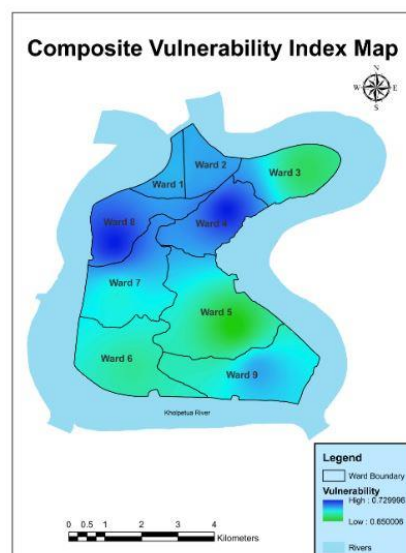 Composite Vulnerability Index Map
N
W E
S
Ward 2
Ward 3
Ward 1
Ward 8
Ward 4
Ward 7
Ward 5
Ward 6
Ward 9
Kholpetua River
Legend
Ward Boundary
Vulnerability
High : 0.729996
Low : 0.650006
Rivers
0 0.5 1 2 3 4
Kilometers